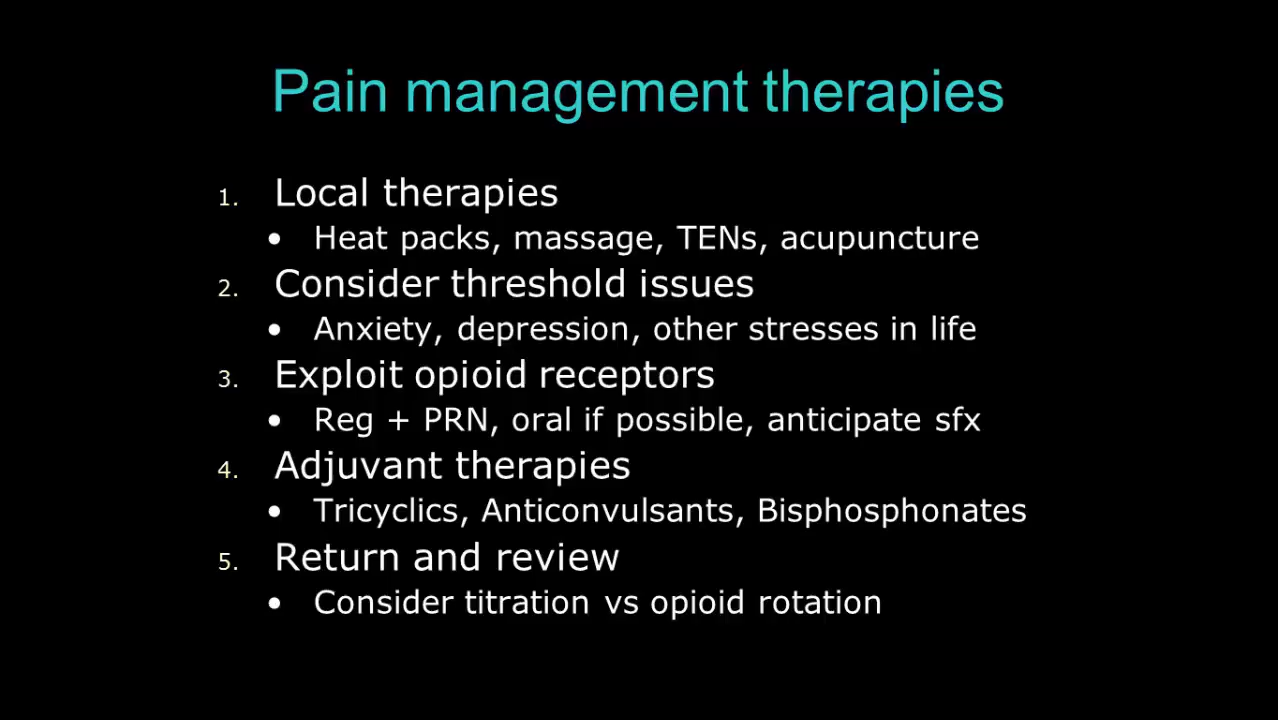 Pain management therapies
1. Local therapies
• Heat packs, massage, TENs, acupuncture
2. Consider threshold issues
• Anxiety, depression, other stresses in life
3. Exploit opioid receptors
• Reg + PRN, oral if possible, anticipate sfx
4. Adjuvant therapies
• Tricyclics, Anticonvulsants, Bisphosphonates
5. Return and review
• Consider titration vs opioid rotation